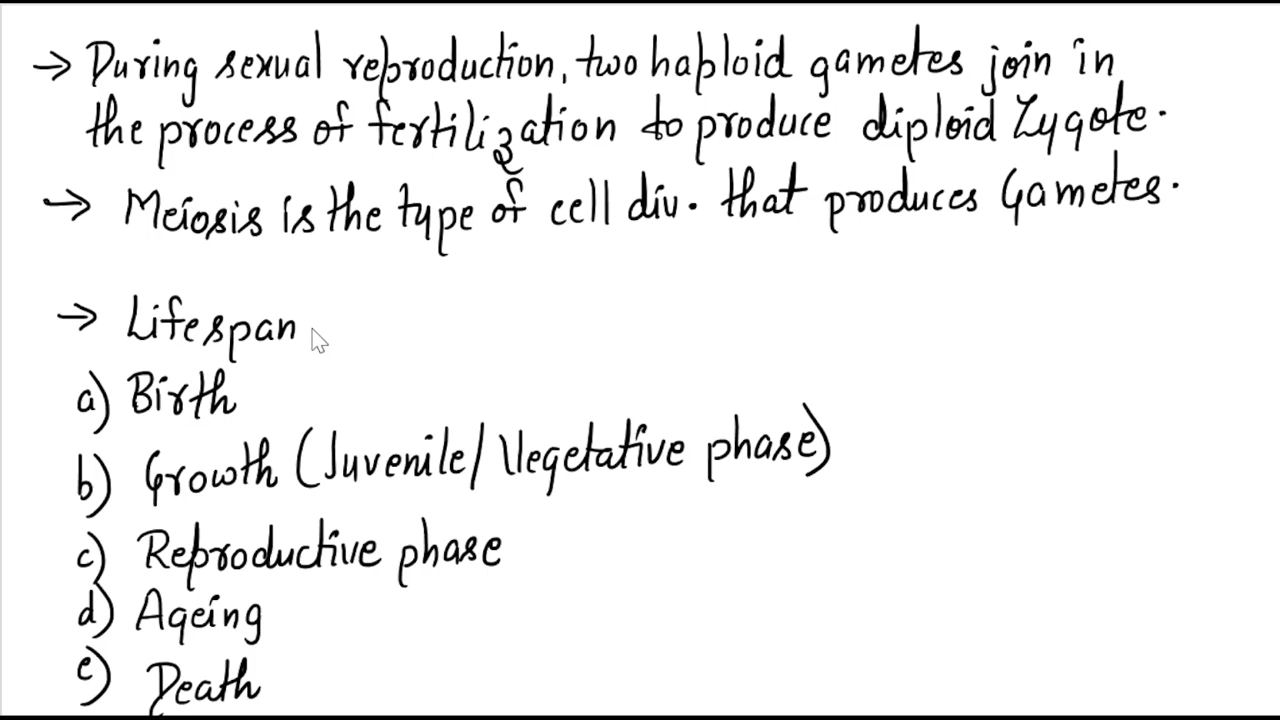 → During sexual reproduction, two haploid gametes join in
the process of fertilization to produce diploid Zygote.
→ Meiosis is the type of cell div. that produces Gametes.
→ Lifespan
a) Birth
b) Growth (Juvenile/Vegetative phase)
c) Reproductive phase
d) Ageing
e) Death